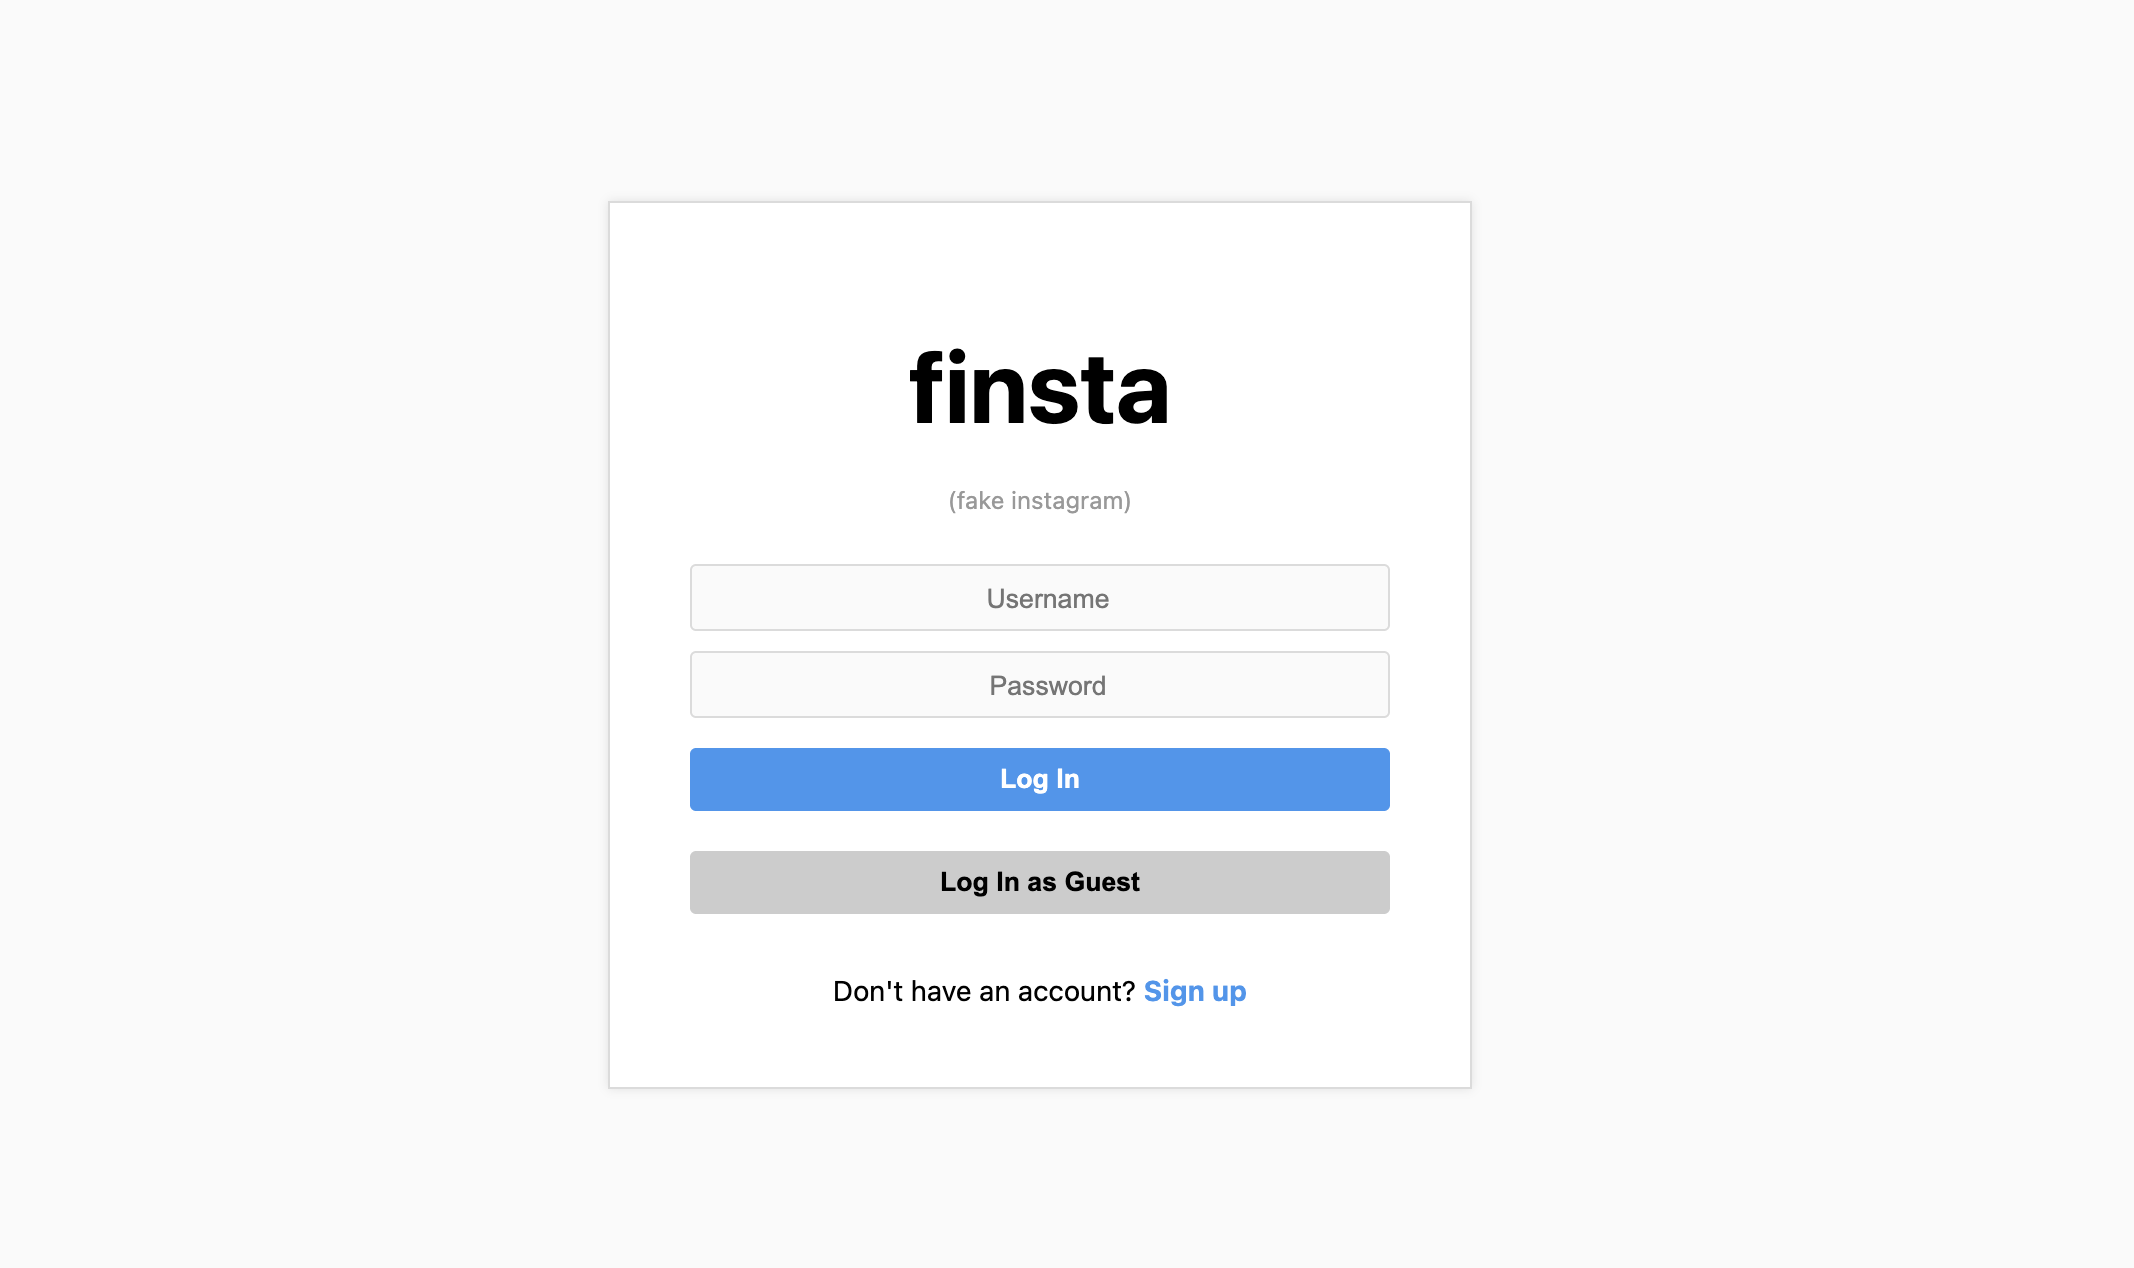 finsta
(fake instagram)
Username
Password
Log In
Log In as Guest
Don't have an account? Sign up